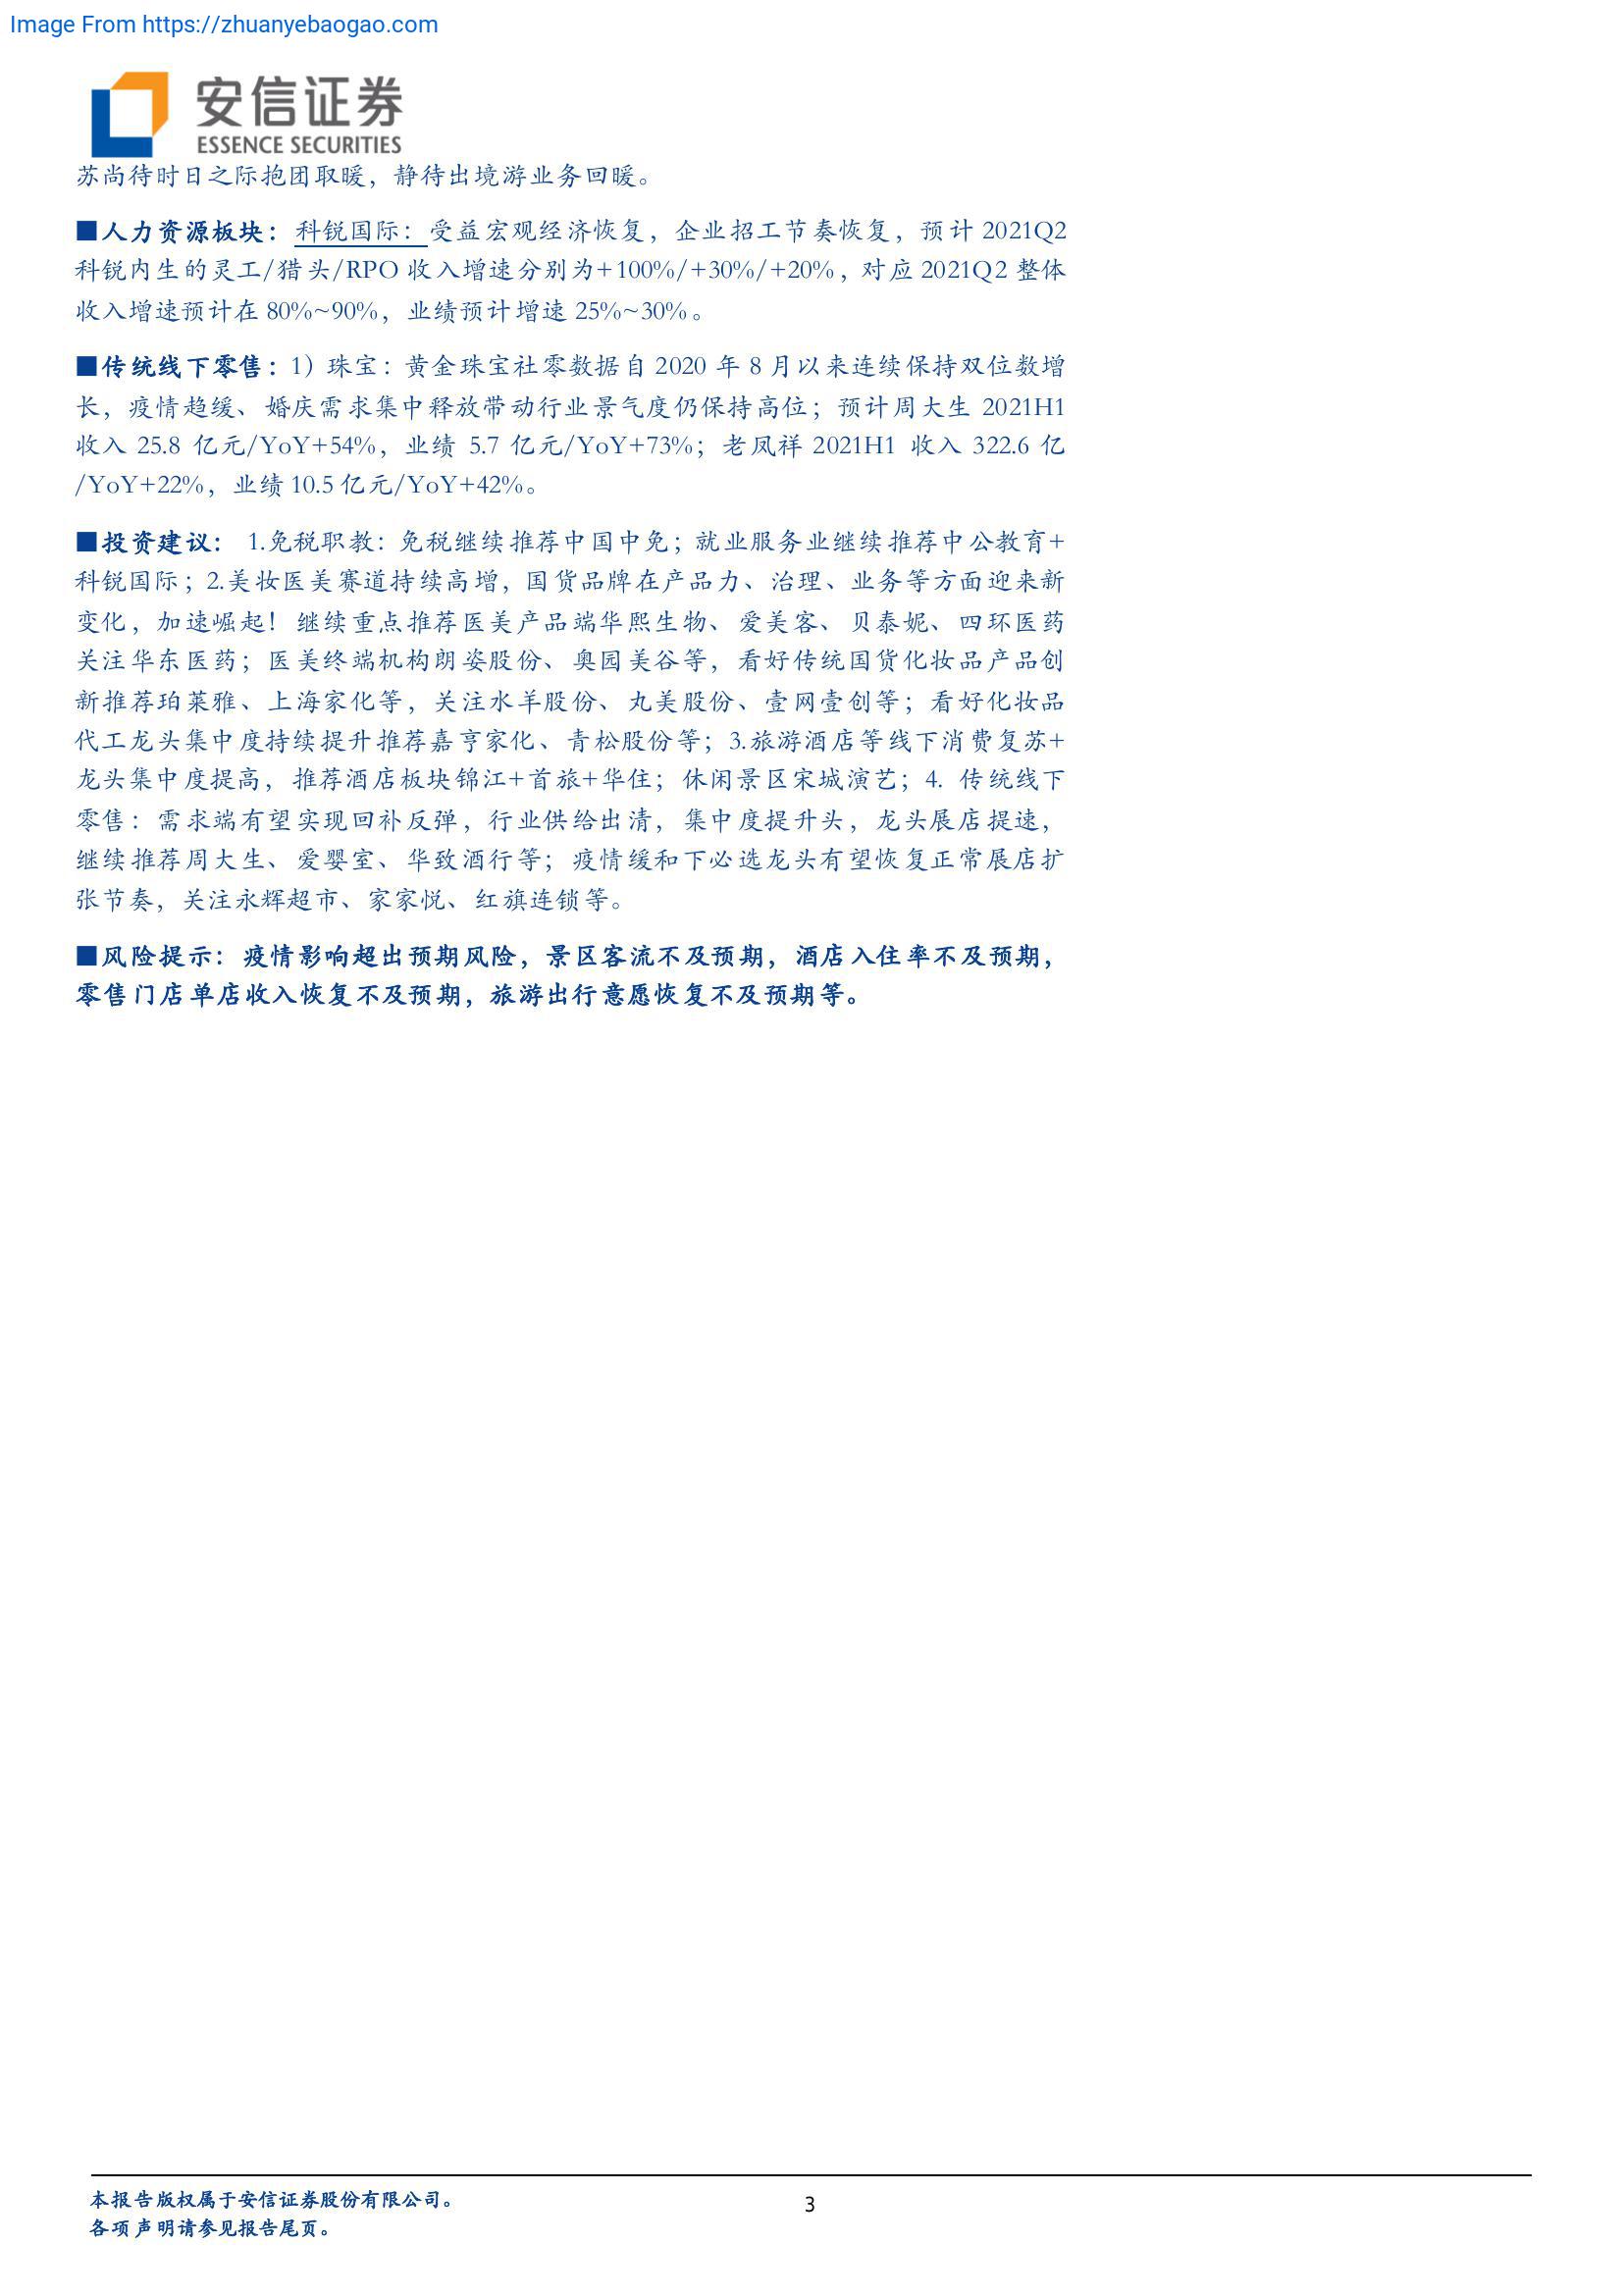 Image From https://zhuanyebaogao.com
安信证券
ESSENCE SECURITIES
苏尚待时日之际抱团取暖，静待出境游业务回暖。
■人力资源板块：科锐国际：受益宏观经济恢复，企业招工节奏恢复，预计 2021Q2
科锐内生的灵工/猎头/RPO 收入增速分别为+100%/+30%/+20%，对应 2021Q2 整体
收入增速预计在 80%~90%，业绩预计增速 25%~30%。
■传统线下零售：1）珠宝：黄金珠宝社零数据自 2020 年 8 月以来连续保持双位数增
长，疫情趋缓、婚庆需求集中释放带动行业景气度仍保持高位；预计周大生 2021H1
收入 25.8 亿元/YoY+54%，业绩 5.7 亿元/YoY+73%；老凤祥 2021H1 收入 322.6 亿
/YoY+22%，业绩 10.5 亿元/YoY+42%。
■投资建议： 1.免税职教：免税继续推荐中国中免；就业服务业继续推荐中公教育+
科锐国际；2.美妆医美赛道持续高增，国货品牌在产品力、治理、业务等方面迎来新
变化，加速崛起！继续重点推荐医美产品端华熙生物、爱美客、贝泰妮、四环医药
关注华东医药；医美终端机构朗姿股份、奥园美谷等，看好传统国货化妆品产品创
新推荐珀莱雅、上海家化等，关注水羊股份、丸美股份、壹网壹创等；看好化妆品
代工龙头集中度持续提升推荐嘉亨家化、青松股份等；3.旅游酒店等线下消费复苏+
龙头集中度提高，推荐酒店板块锦江+首旅+华住；休闲景区宋城演艺；4. 传统线下
零售：需求端有望实现回补反弹，行业供给出清，集中度提升头，龙头展店提速，
继续推荐周大生、爱婴室、华致酒行等；疫情缓和下必选龙头有望恢复正常展店扩
张节奏，关注永辉超市、家家悦、红旗连锁等。
■风险提示：疫情影响超出预期风险，景区客流不及预期，酒店入住率不及预期，
零售门店单店收入恢复不及预期，旅游出行意愿恢复不及预期等。
本报告版权属于安信证券股份有限公司。
3
各项声明请参见报告尾页。